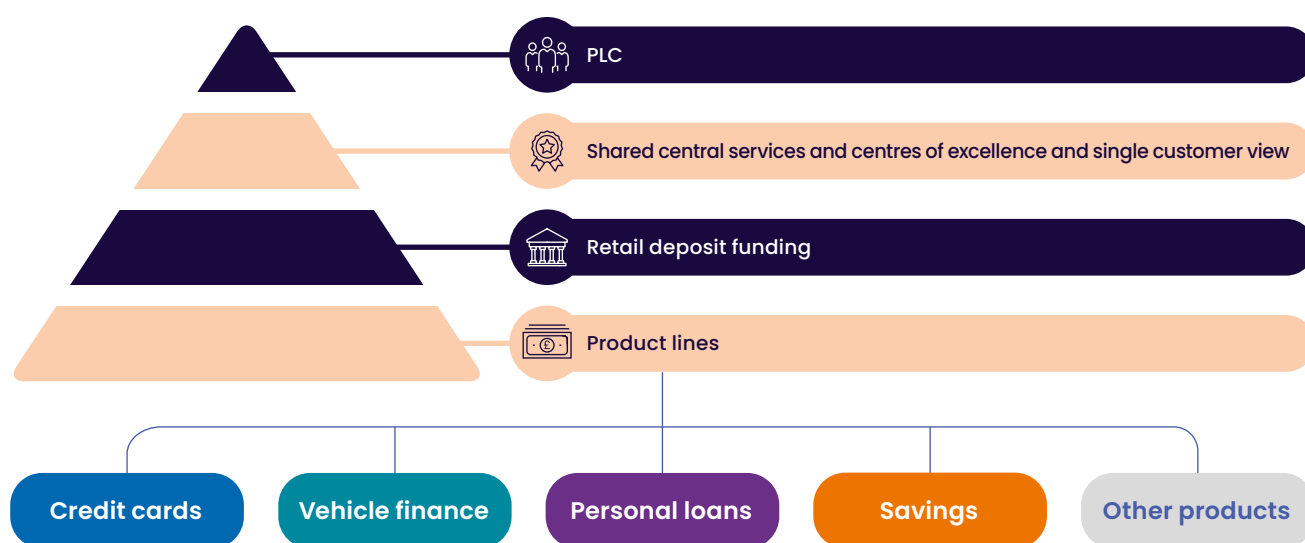 PLC
Shared central services and centres of excellence and single customer view
Retail deposit funding
£
Product lines
Credit cards
Vehicle finance
Personal loans
Savings
Other products